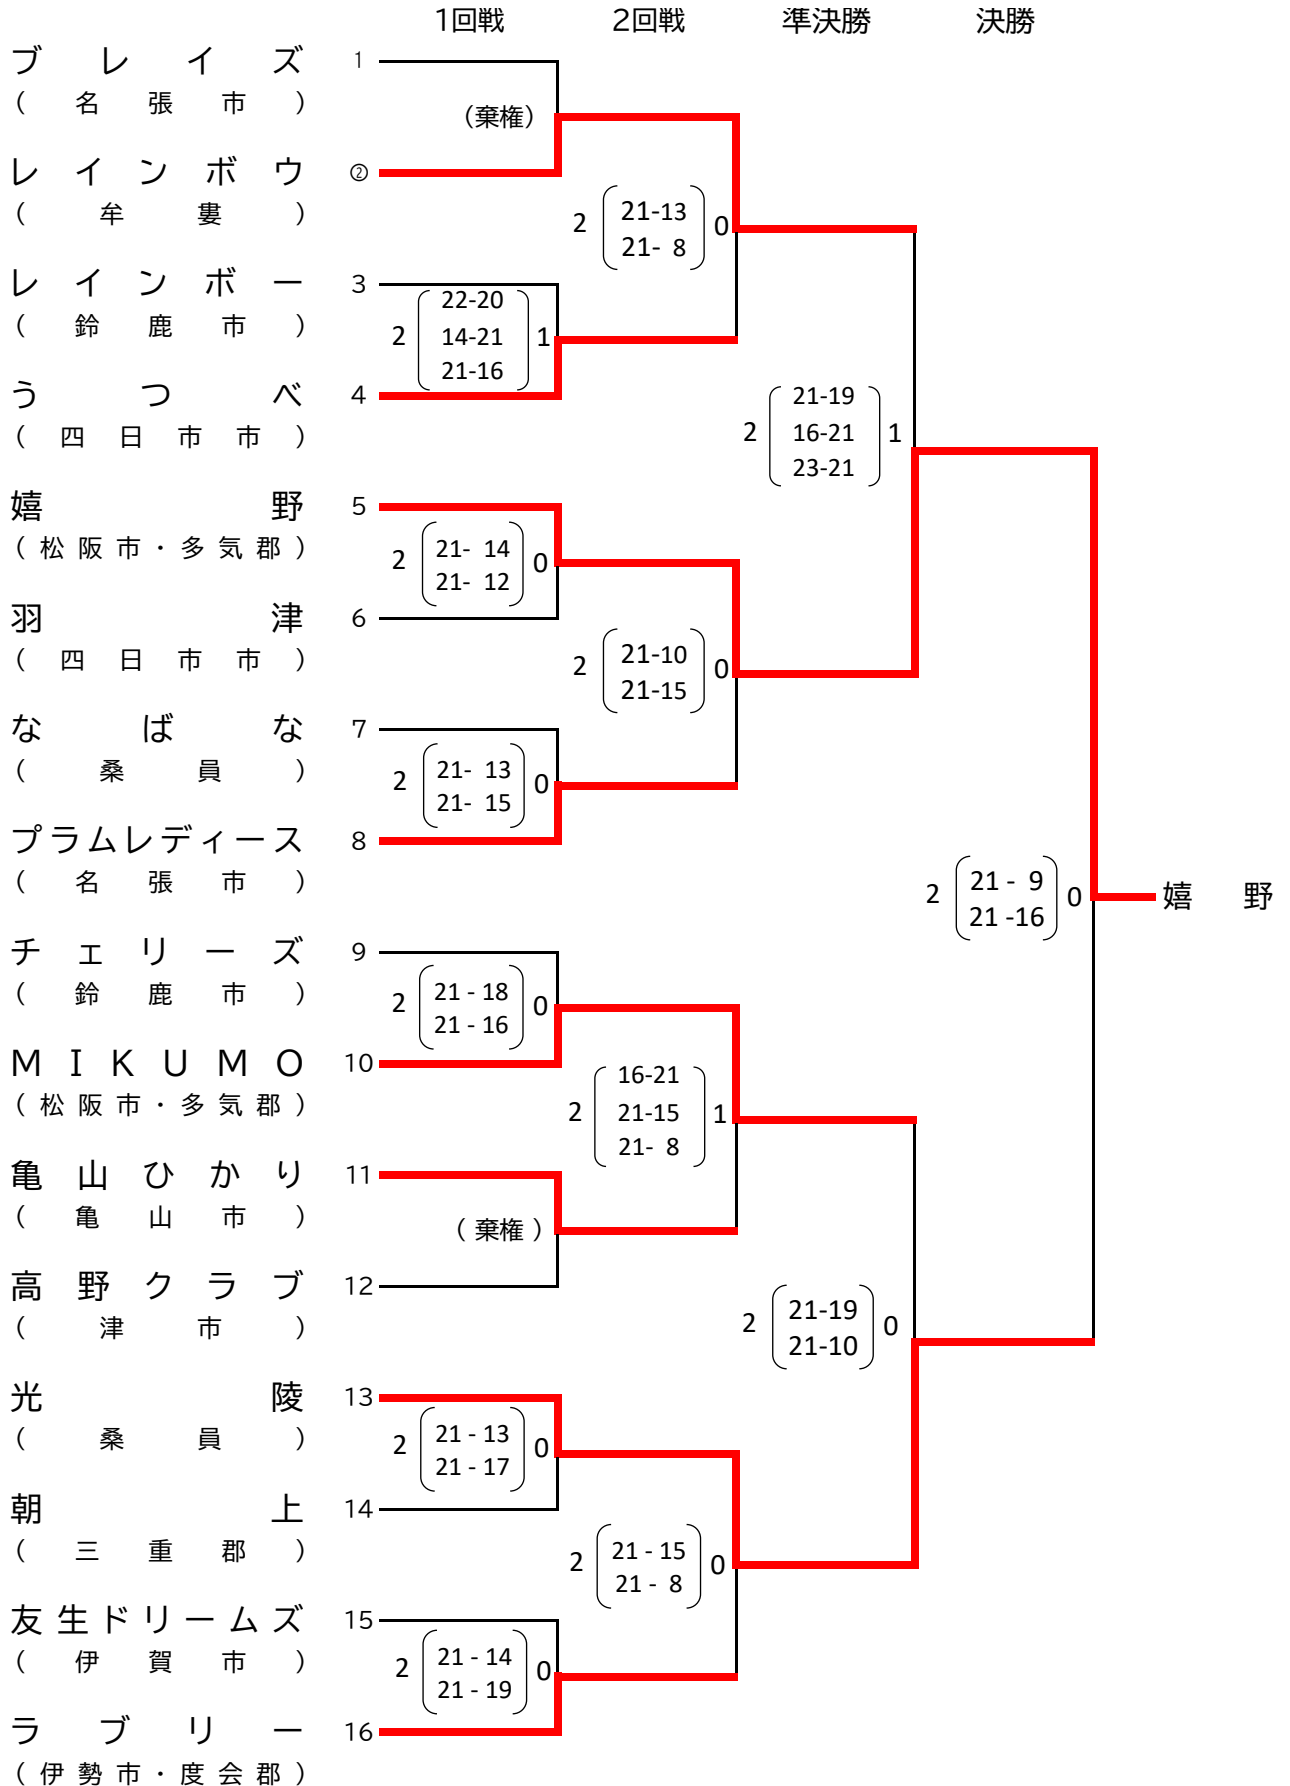 1回戦 2回戦 準決勝 決勝
ブレイズ 1
(名張市)
(棄権)
レインボウ ②
(牟婁)
2 21-13 0
21- 8
レインボー 3
(鈴鹿市)
22-20
2 14-21 1
21-16
うつべ 4
(四日市市)
21-19
2 16-21 1
23-21
嬉野 5
(松阪市・多気郡)
2 21- 14 0
21- 12
羽津 6
(四日市市)
2 21-10 0
21-15
なばな 7
(桑員)
2 21- 13 0
21- 15
プラムレディース 8
(名張市)
2 21 - 9 0
21 -16
嬉野
チェリーズ 9
(鈴鹿市)
2 21 - 18 0
21 - 16
MIKUMO 10
(松阪市・多気郡)
16-21
2 21-15 1
21- 8
亀山ひかり 11
(亀山市)
(棄権)
高野クラブ 12
(津市)
2 21-19 0
21-10
光陵 13
(桑員)
2 21 - 13 0
21 - 17
朝上 14
(三重郡)
2 21 - 15 0
21 - 8
友生ドリームズ 15
(伊賀市)
2 21 - 14 0
21 - 19
ラブリー 16
(伊勢市・度会郡)